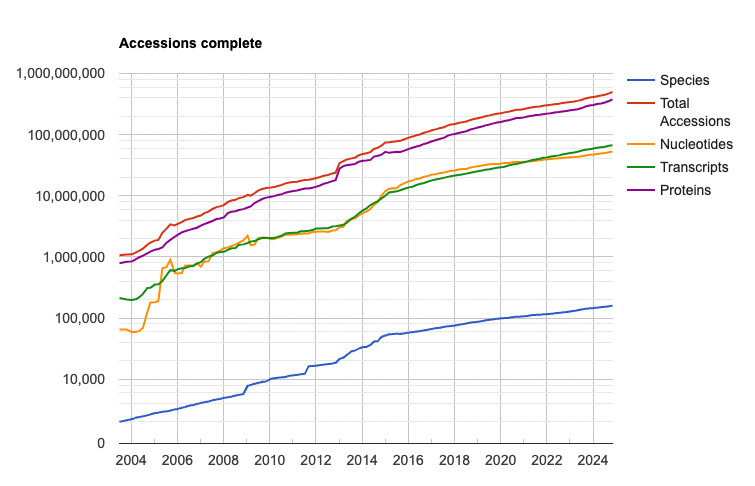 Accessions complete
1,000,000,000
100,000,000
10,000,000
1,000,000
100,000
10,000
0
2004 2006 2008 2010 2012 2014 2016 2018 2020 2022 2024
Species
Total
Accessions
Nucleotides
Transcripts
Proteins